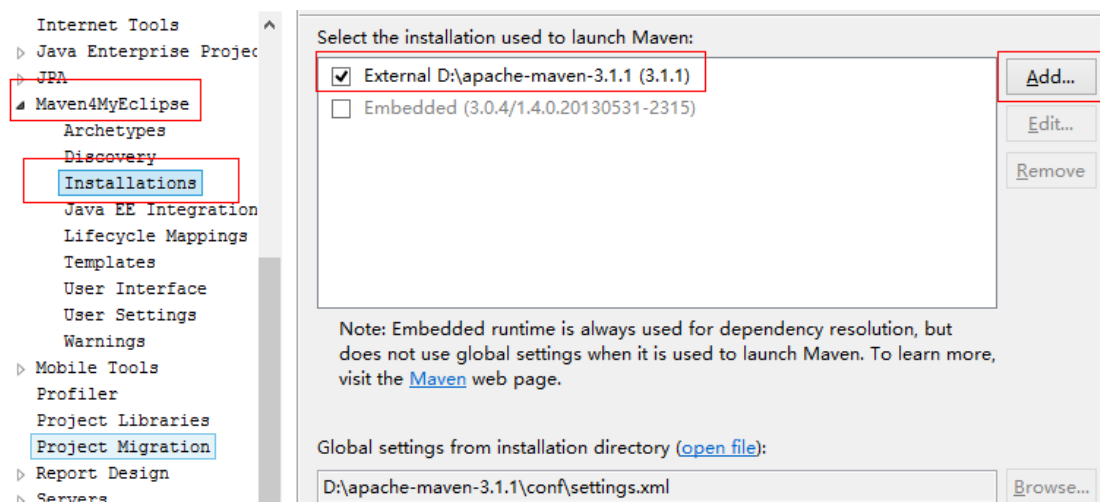 Internet Tools
Java Enterprise Projec
JPA
Maven4MyEclipse
Archetypes
Discovery
Installations
Java EE Integration
Lifecycle Mappings
Templates
User Interface
User Settings
Warnings
Mobile Tools
Profiler
Project Libraries
Project Migration
Report Design
Servers
Select the installation used to launch Maven:
External D:\apache-maven-3.1.1 (3.1.1)
Embedded (3.0.4/1.4.0.20130531-2315)
Add...
Edit...
Remove
Note: Embedded runtime is always used for dependency resolution, but
does not use global settings when it is used to launch Maven. To learn more,
visit the Maven web page.
Global settings from installation directory (open file):
D:\apache-maven-3.1.1\conf\settings.xml
Browse...